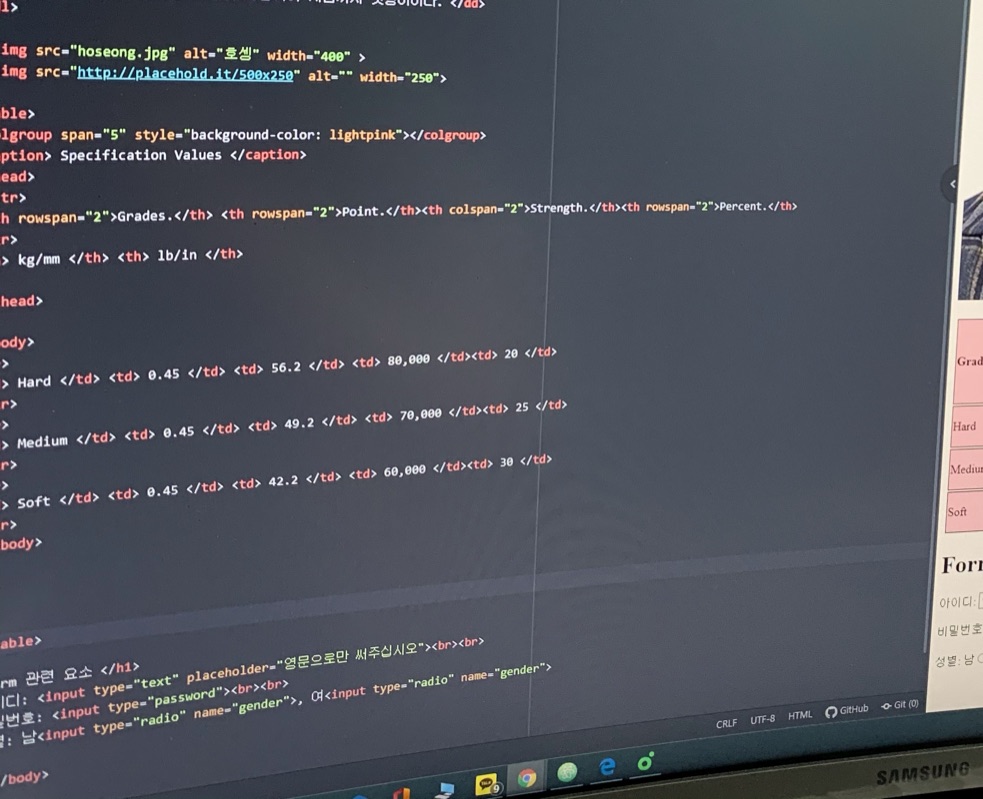 l>
</dd>
img src="hoseong.jpg" alt="호셍" width="400" >
img src="http://placehold.it/500x250" alt="" width="250">
ble>
lgroup span="5" style="background-color: lightpink"></colgroup>
ption> Specification Values </caption>
ead>
tr>
h rowspan="2">Grades.</th> <th rowspan="2">Point.</th><th colspan="2">Strength.</th><th rowspan="2">Percent.</th>
r>
> kg/mm </th> <th> lb/in </th>
head>
ody>
>
> Hard </td> <td> 0.45 </td> <td> 56.2 </td> <td> 80,000 </td><td> 20 </td>
r>
>
> Medium </td> <td> 0.45 </td> <td> 49.2 </td> <td> 70,000 </td><td> 25 </td>
r>
>
> Soft </td> <td> 0.45 </td> <td> 42.2 </td> <td> 60,000 </td><td> 30 </td>
r>
body>
able>
rm 관련 요소 </h1>
이디: <input type="text" placeholder="영문으로만 써주십시오"><br><br>
밀번호: <input type="password"><br><br>
별: 남<input type="radio" name="gender">, 여<input type="radio" name="gender">
/body>
CRLF UTF-8 HTML GitHub Git (0)
Grad
Hard
Mediu
Soft
For
아이디:
비밀번호
성별: 남
TALK
9
SAMSUNG